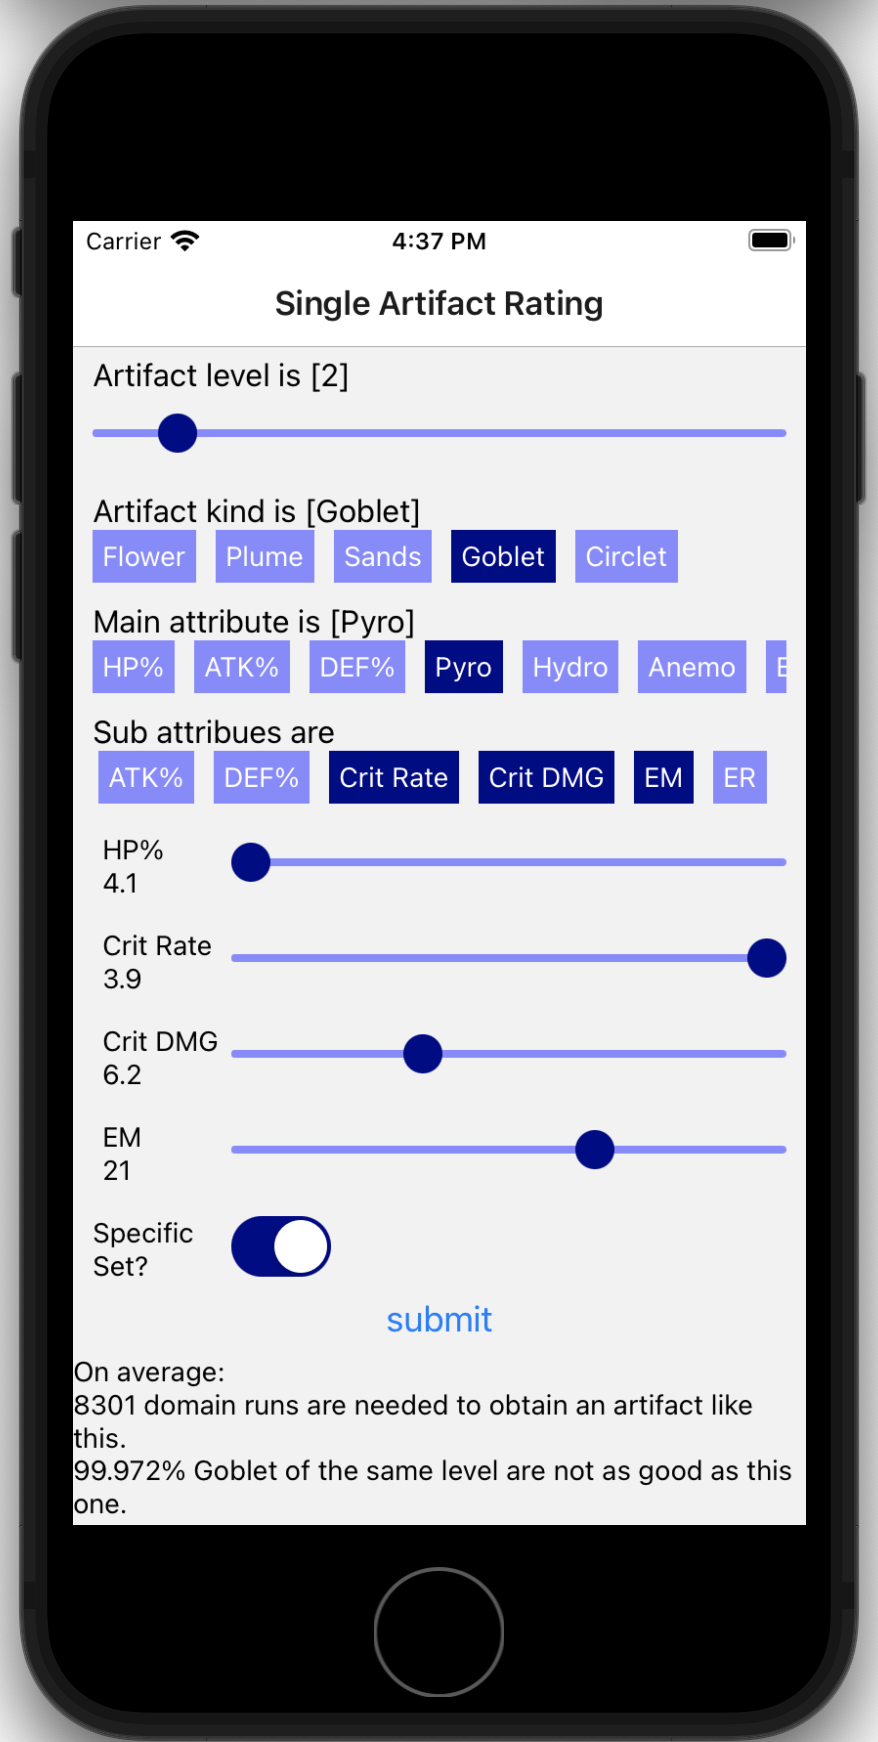 Carrier 4:37 PM
Single Artifact Rating
Artifact level is [2]
Artifact kind is [Goblet]
Flower Plume Sands Goblet Circlet
Main attribute is [Pyro]
HP% ATK% DEF% Pyro Hydro Anemo
Sub attribues are
ATK% DEF% Crit Rate Crit DMG EM ER
HP%
4.1
Crit Rate
3.9
Crit DMG
6.2
EM
21
Specific
Set?
submit
On average:
8301 domain runs are needed to obtain an artifact like
this.
99.972% Goblet of the same level are not as good as this
one.